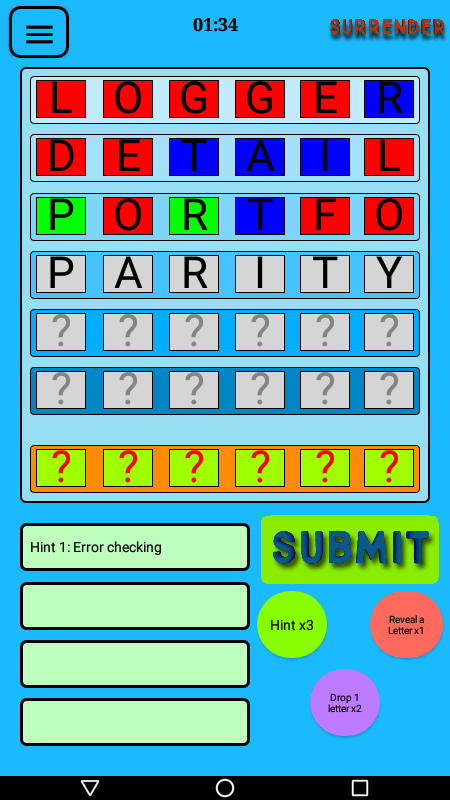 01:34 SURRENDER
L O G G E R
D E T A I L
P O R T F O
P A R I T Y
? ? ? ? ? ?
? ? ? ? ? ?
? ? ? ? ? ?
Hint 1: Error checking
SUBMIT
Hint x3
Reveal a
Letter x1
Drop 1
letter x2